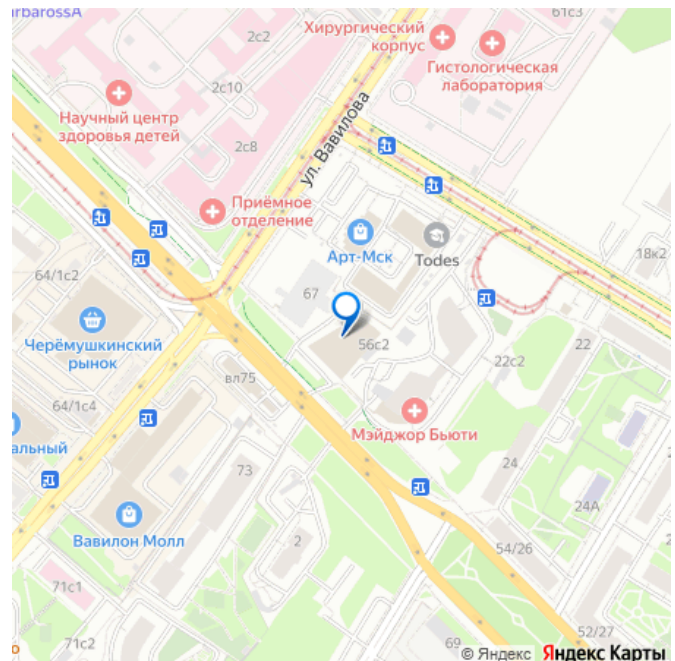 arbarossA
2с2
Хирургический
корпус
61с3
2с10
Гистологическая
лаборатория
Научный центр
здоровья детей
ул. Вавилова
2с8
Приёмное
отделение
Арт-Мск
Todes
18к2
64/1с2
67
Черёмушкинский
рынок
56с2
22с2
22
вл75
64/1с4
Мэйджор Бьюти
альный
73
24
24А
Вавилон Молл
2
54/26
71с1
52/27
71с2
69
о
© Яндекс Яндекс Карты